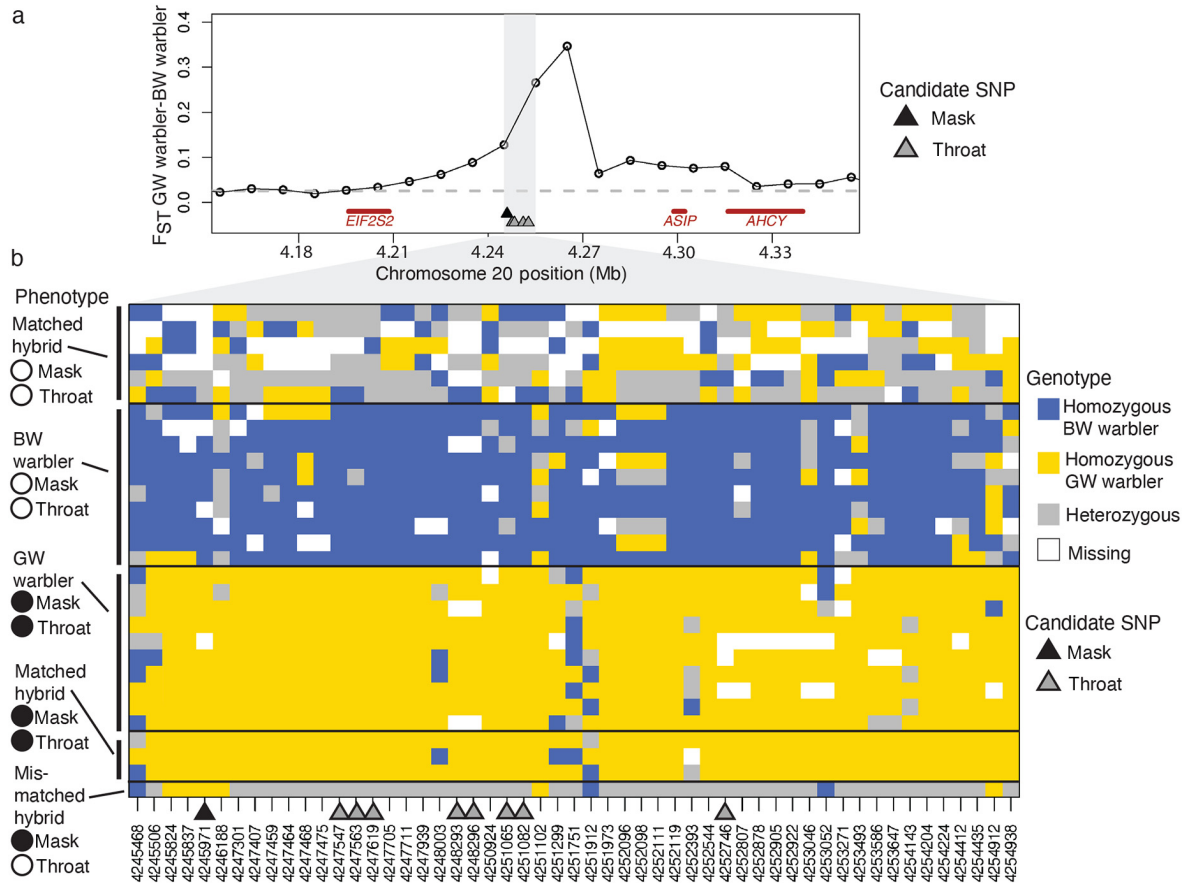 a
0.4
0.3
0.2
0.1
0.0
FST GW warbler-BW warbler
EIF2S2
ASIP
AHCY
4.18
4.21
4.24
4.27
4.30
4.33
Chromosome 20 position (Mb)
Candidate SNP
Mask
Throat
b
Phenotype
Matched
hybrid
Mask
Throat
BW
warbler
Mask
Throat
GW
warbler
Mask
Throat
Matched
hybrid
Mask
Throat
Mis-
matched
hybrid
Mask
Throat
Genotype
Homozygous
BW warbler
Homozygous
GW warbler
Heterozygous
Missing
Candidate SNP
Mask
Throat
4245468
4245506
4245824
4245837
4245971
4246188
4247301
4247407
4247464
4247475
4247547
4247563
4247619
4247705
4247711
4247939
4248003
4248293
4248296
4250924
4251065
4251082
4251102
4251299
4251751
4251912
4251973
4252096
4252098
4252111
4252119
4252393
4252544
4252746
4252807
4252878
4252905
4252922
4253046
4253052
4253271
4253493
4253586
4253647
4254143
4254204
4254224
4254412
4254435
4254912
4254938